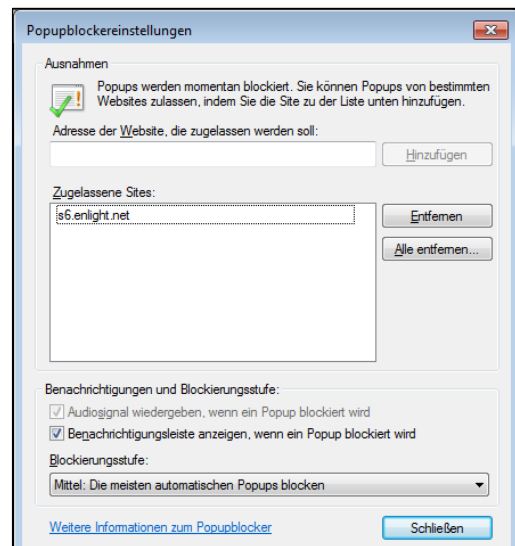 Popupblockereinstellungen
Ausnahmen
Popups werden momentan blockiert. Sie können Popups von bestimmten
Websites zulassen, indem Sie die Site zu der Liste unten hinzufügen.
Adresse der Website, die zugelassen werden soll:
Hinzufügen
Zugelassene Sites:
s6.enlight.net
Entfernen
Alle entfernen...
Benachrichtigungen und Blockierungsstufe:
Audiosignal wiedergeben, wenn ein Popup blockiert wird
Benachrichtigungsleiste anzeigen, wenn ein Popup blockiert wird
Blockierungsstufe:
Mittel: Die meisten automatischen Popups blocken
Weitere Informationen zum Popupblocker
Schließen